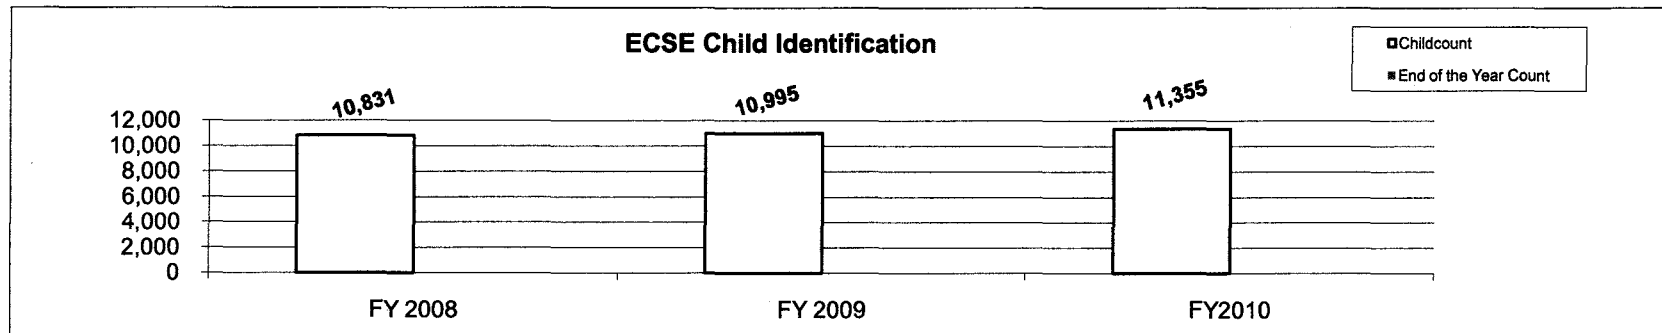 ECSE Child Identification
Childcount
End of the Year Count
10,831
10,995
11,355
12,000
10,000
8,000
6,000
4,000
2,000
0
FY 2008
FY 2009
FY2010